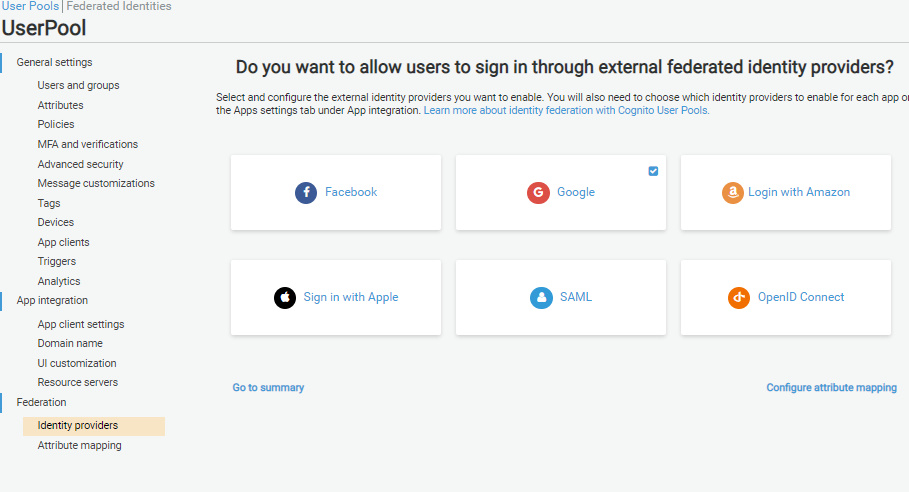 User Pools | Federated Identities
UserPool
General settings
Users and groups
Attributes
Policies
MFA and verifications
Advanced security
Message customizations
Tags
Devices
App clients
Triggers
Analytics
App integration
App client settings
Domain name
UI customization
Resource servers
Federation
Identity providers
Attribute mapping
Do you want to allow users to sign in through external federated identity providers?
Select and configure the external identity providers you want to enable. You will also need to choose which identity providers to enable for each app or
the Apps settings tab under App integration. Learn more about identity federation with Cognito User Pools.
Facebook
Google
Login with Amazon
Sign in with Apple
SAML
OpenID Connect
Go to summary
Configure attribute mapping